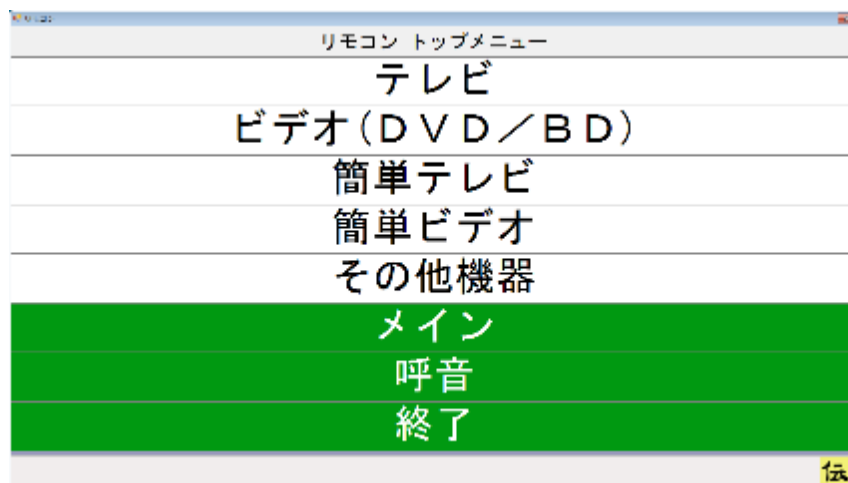 リモコン トップメニュー
テレビ
ビデオ(ＤＶＤ／ＢＤ)
簡単テレビ
簡単ビデオ
その他機器
メイン
呼音
終了
伝